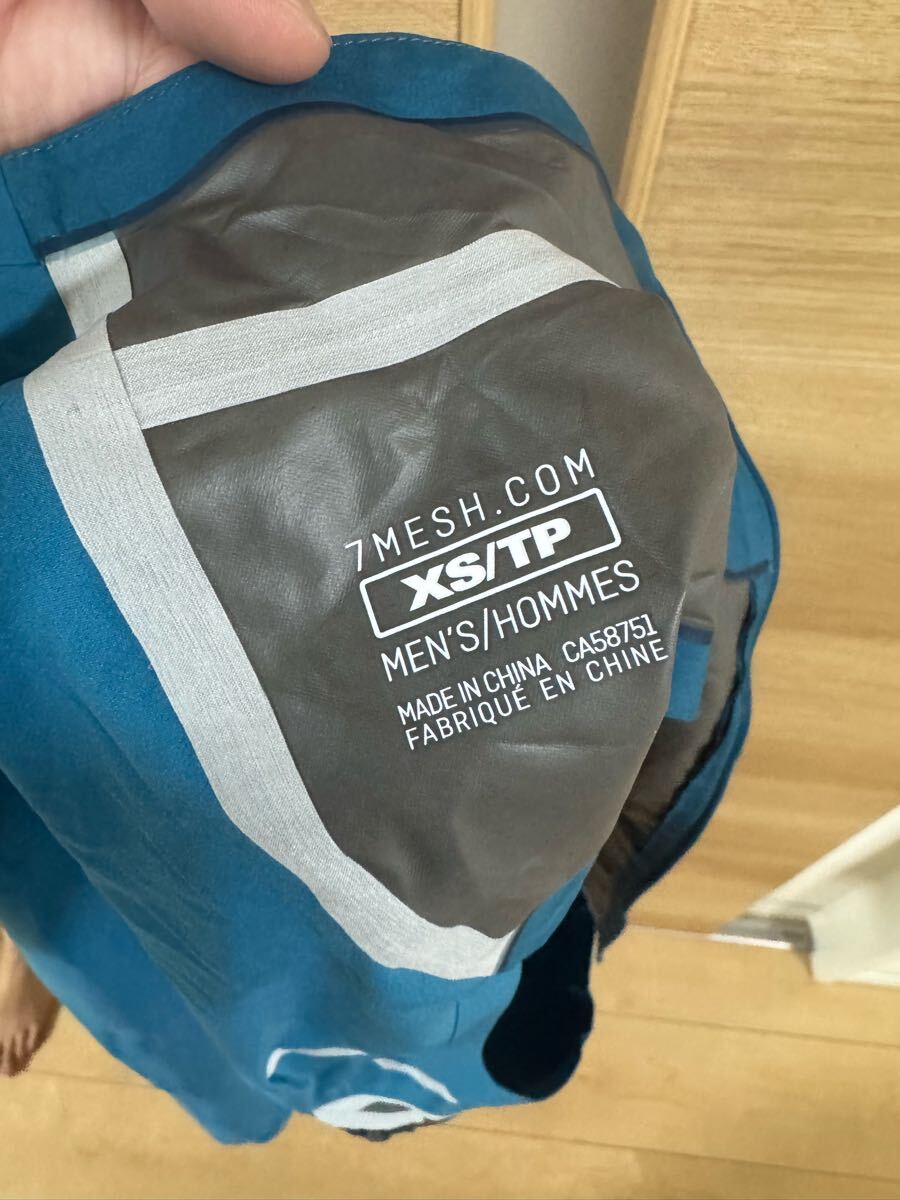 7MESH.COM
XS/TP
MEN'S/HOMMES
MADE IN CHINA CA58751
FABRIQUÉ EN CHINE